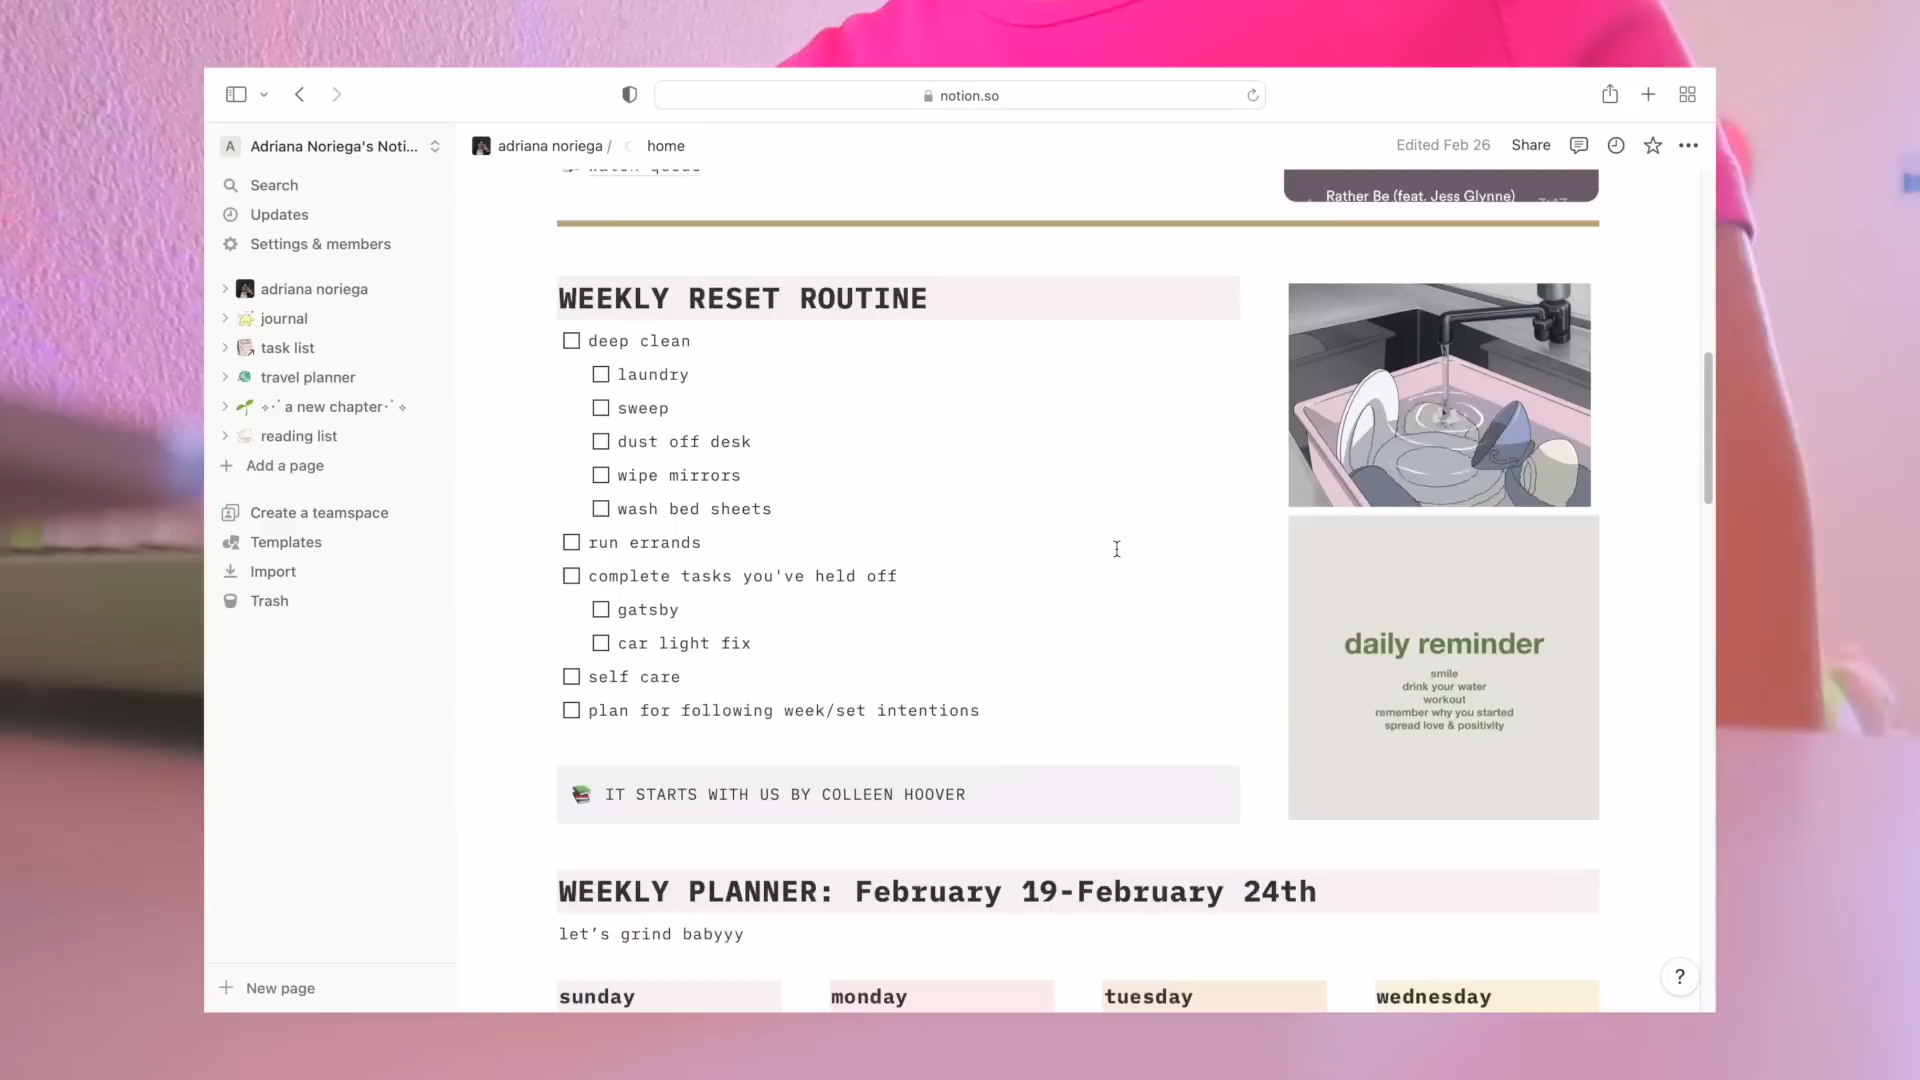 notion.so
A Adriana Noriega's Noti...
adriana noriega / home
Edited Feb 26
Share
Search
Updates
Settings & members
adriana noriega
journal
task list
travel planner
a new chapter
reading list
Add a page
Create a teamspace
Templates
Import
Trash
New page
watch queue
Rather Be (feat. Jess Glynne)
WEEKLY RESET ROUTINE
deep clean
laundry
sweep
dust off desk
wipe mirrors
wash bed sheets
run errands
complete tasks you've held off
gatsby
car light fix
self care
plan for following week/set intentions
daily reminder
smile
drink your water
workout
remember why you started
spread love & positivity
IT STARTS WITH US BY COLLEEN HOOVER
WEEKLY PLANNER: February 19-February 24th
let’s grind babyyy
sunday
monday
tuesday
wednesday
?